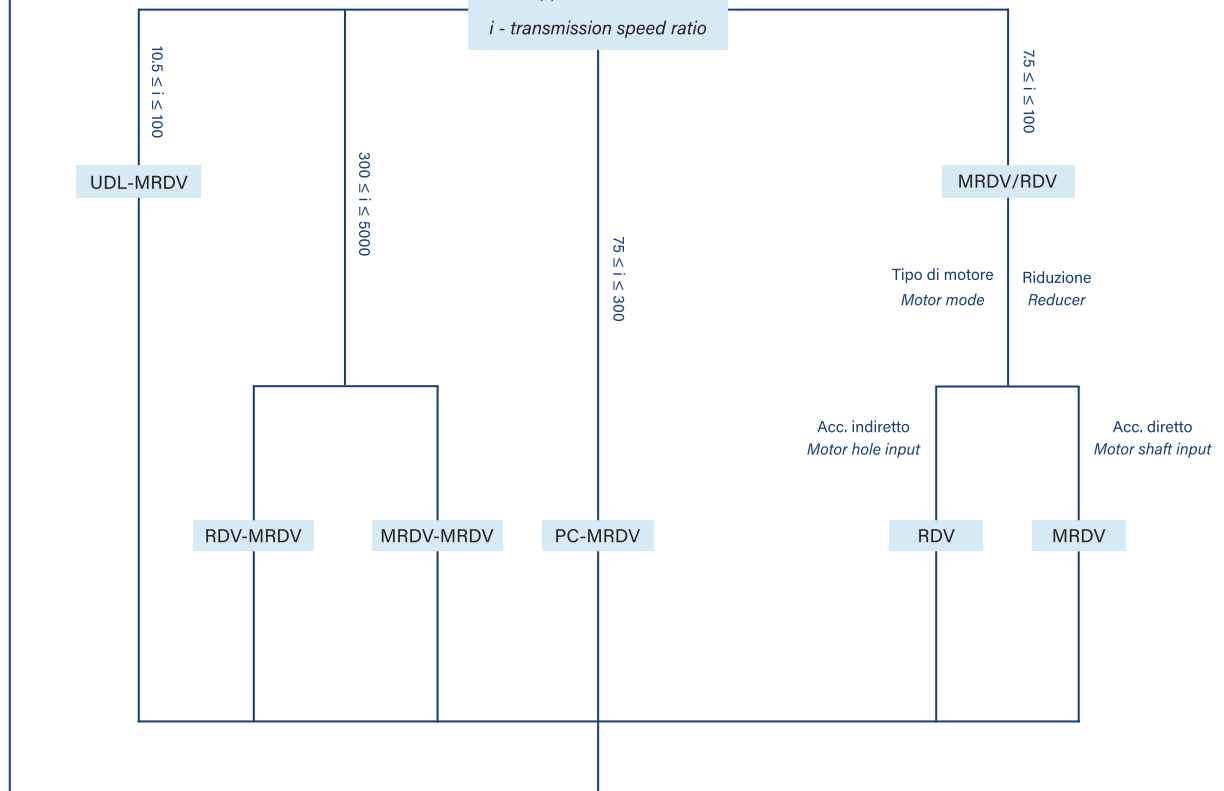 i - transmission speed ratio
10.5 ≤ i ≤ 100
7.5 ≤ i ≤ 100
300 ≤ i ≤ 5000
UDL-MRDV
MRDV/RDV
75 ≤ i ≤ 300
Tipo di motore
Motor mode
Riduzione
Reducer
Acc. indiretto
Motor hole input
Acc. diretto
Motor shaft input
RDV-MRDV
MRDV-MRDV
PC-MRDV
RDV
MRDV